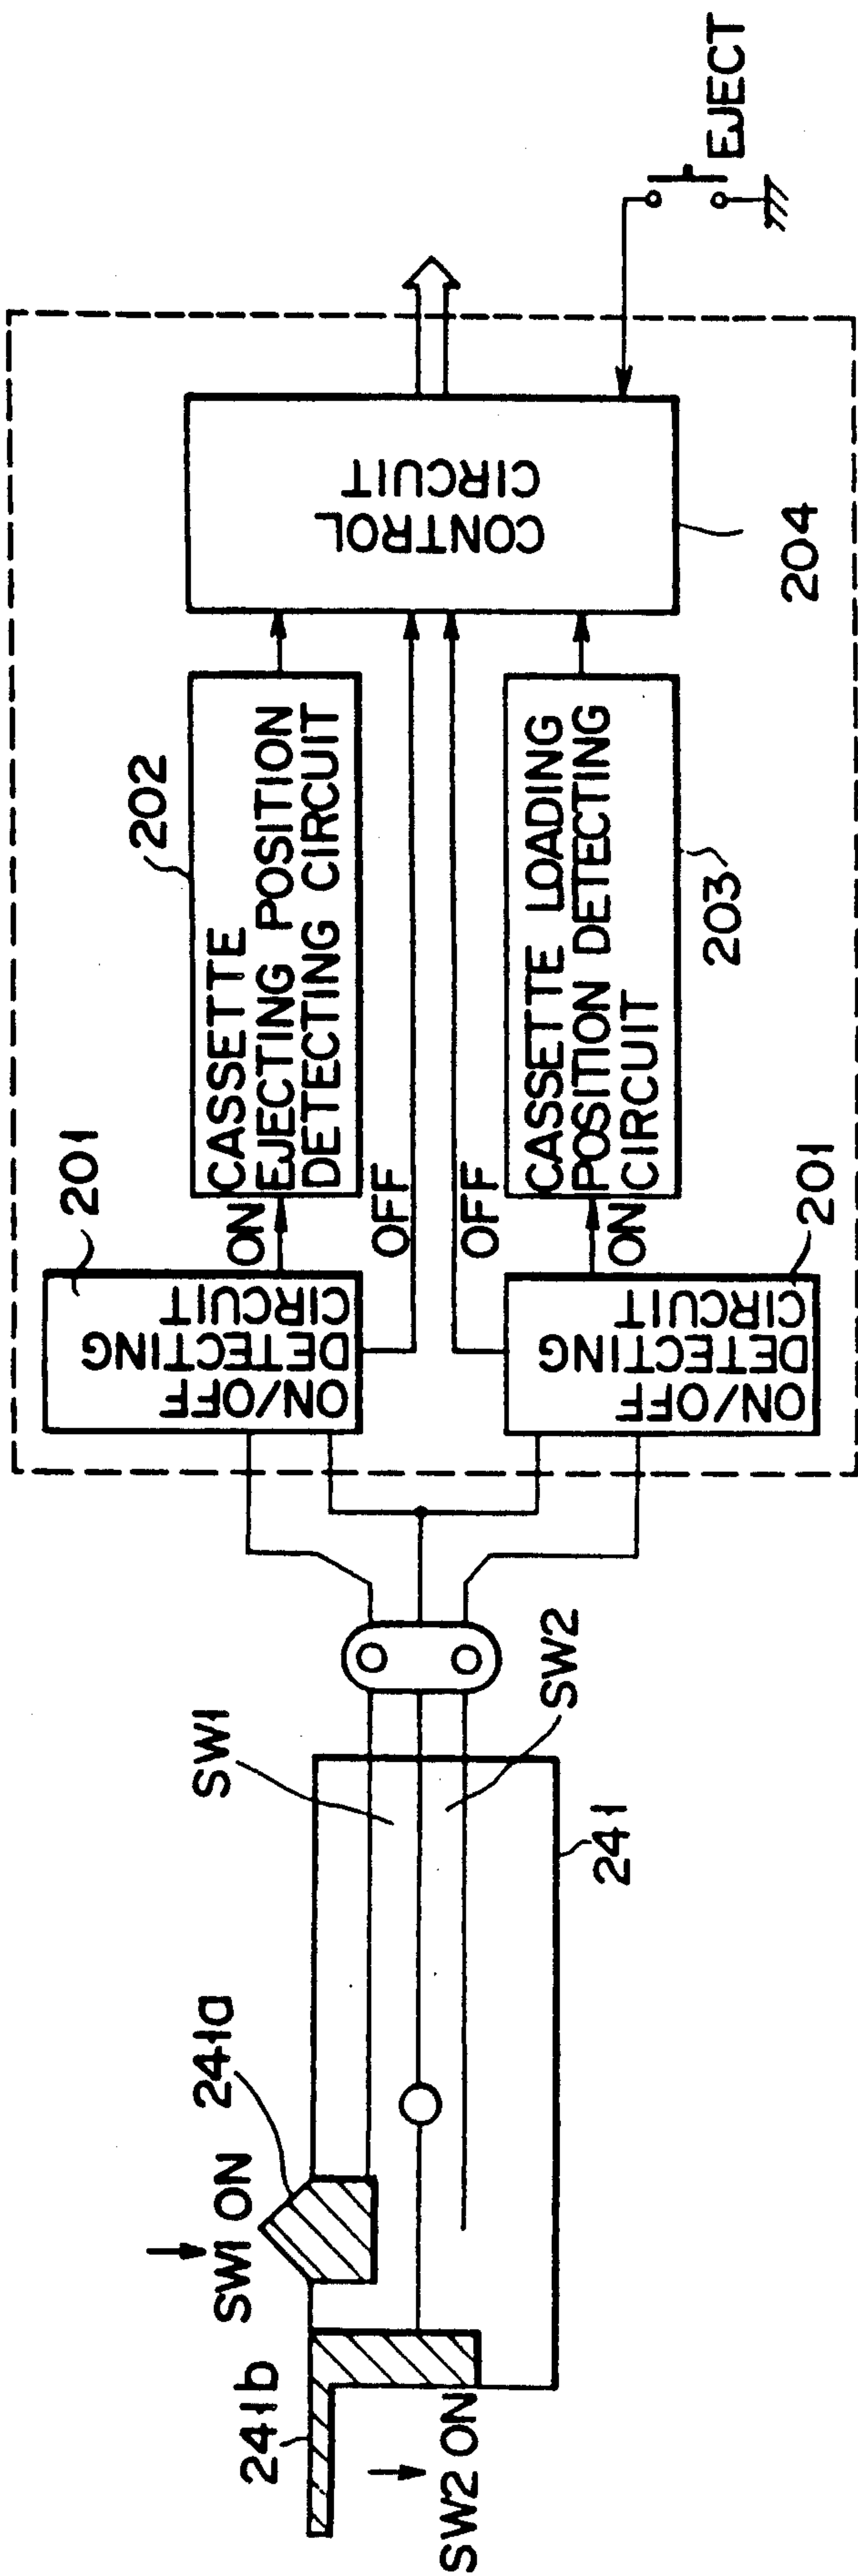 241b
SW2 ON
SW1 ON
241a
SW1
SW2
241
201
ON/OFF
DETECTING
CIRCUIT
ON
OFF
202
CASSETTE
EJECTING POSITION
DETECTING CIRCUIT
OFF
ON
ON/OFF
DETECTING
CIRCUIT
201
CASSETTE LOADING
POSITION DETECTING
CIRCUIT
203
CONTROL
CIRCUIT
204
EJECT